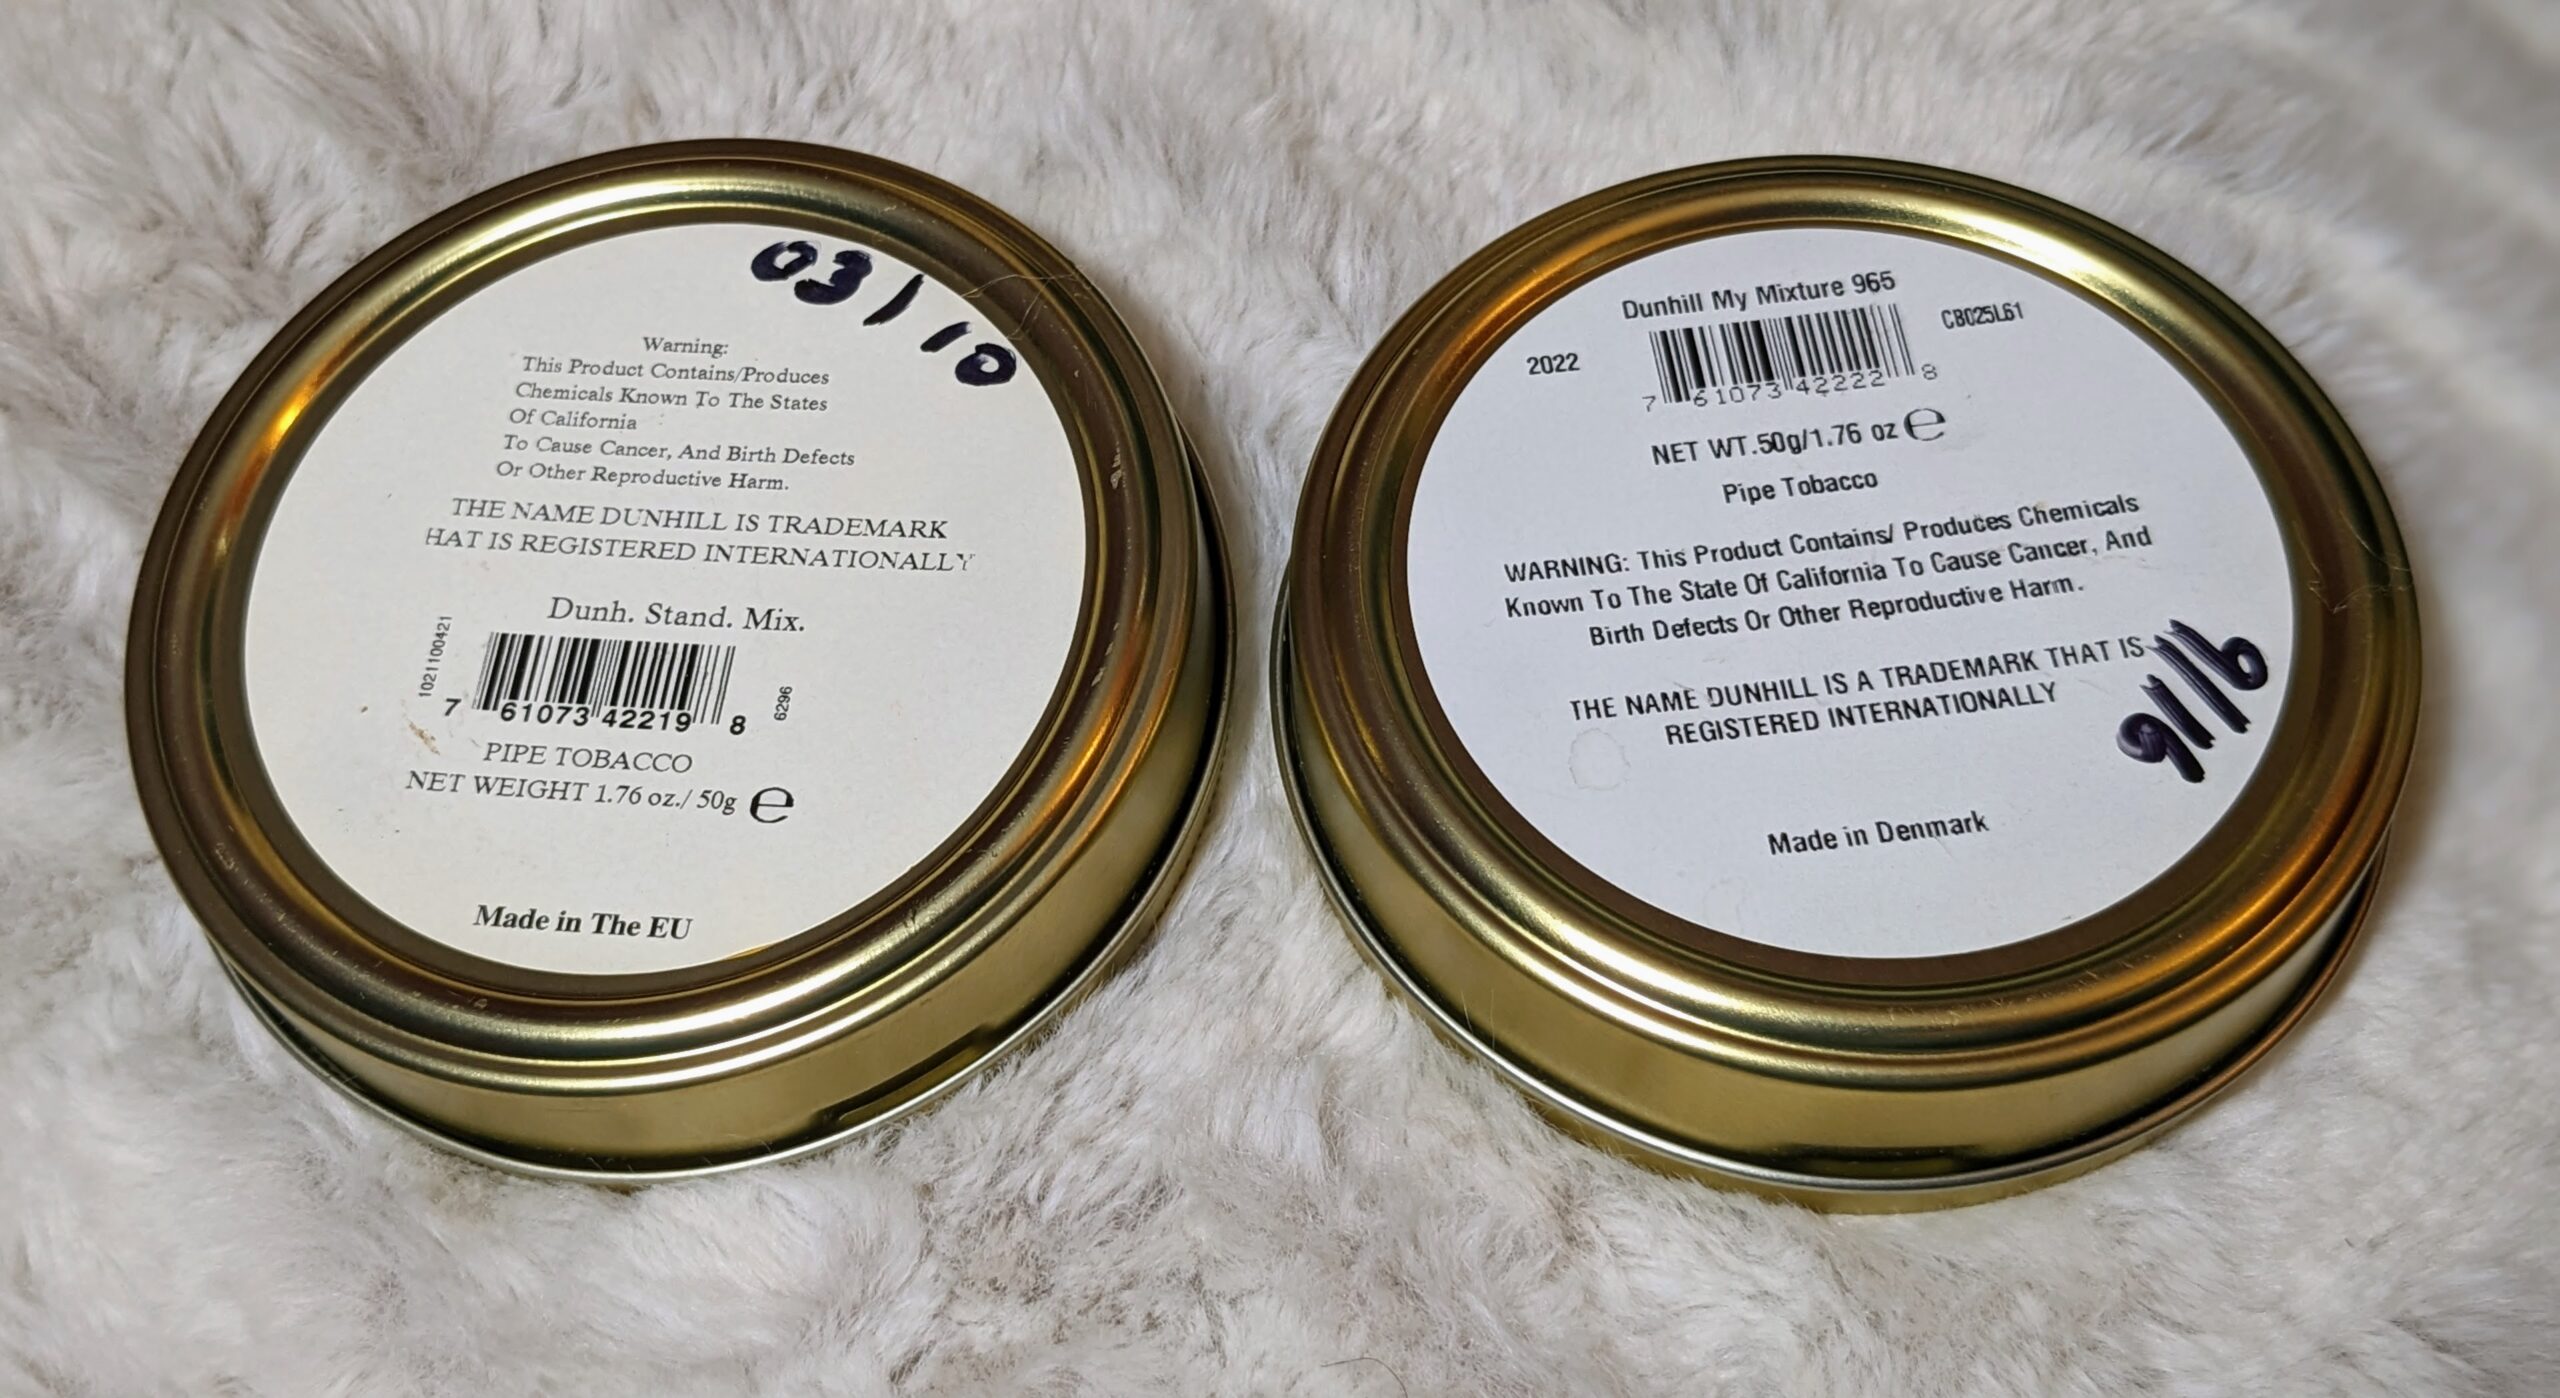 03/10
Warning:
This Product Contains/Produces
Chemicals Known To The States
Of California
To Cause Cancer, And Birth Defects
Or Other Reproductive Harm.
THE NAME DUNHILL IS TRADEMARK
HAT IS REGISTERED INTERNATIONALLY
Dunh. Stand. Mix.
1021100421
7 61073 42219 8
6296
PIPE TOBACCO
NET WEIGHT 1.76 oz./ 50g ℮
Made in The EU
Dunhill My Mixture 965
2022
CB025L61
7 61073 42222 8
NET WT.50g/1.76 oz ℮
Pipe Tobacco
WARNING: This Product Contains/ Produces Chemicals
Known To The State Of California To Cause Cancer, And
Birth Defects Or Other Reproductive Harm.
THE NAME DUNHILL IS A TRADEMARK THAT IS
REGISTERED INTERNATIONALLY
Made in Denmark